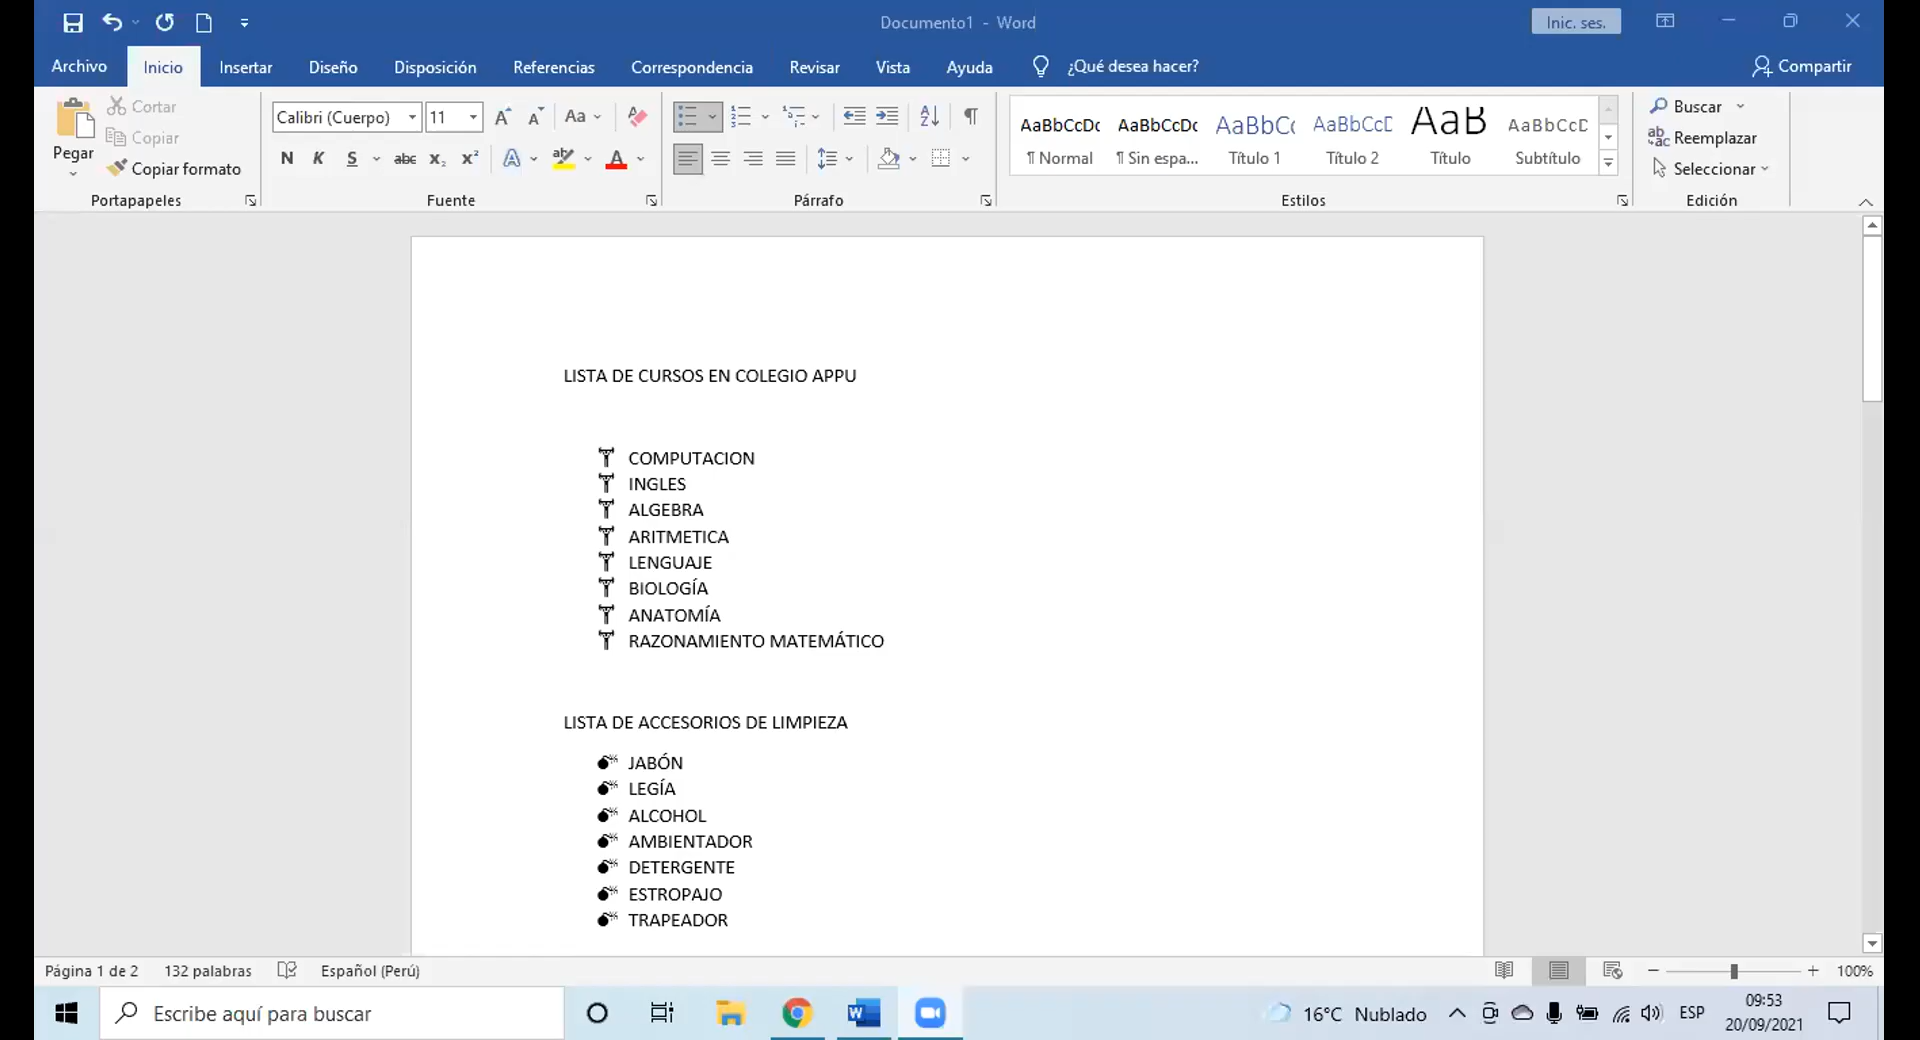 Documento1 - Word
Inic. ses.
Archivo
Inicio
Insertar
Diseño
Disposición
Referencias
Correspondencia
Revisar
Vista
Ayuda
¿Qué desea hacer?
Compartir
Pegar
Cortar
Copiar
Copiar formato
Portapapeles
Calibri (Cuerpo)
11
Aa
N K S abc x₂ x²
A
Fuente
Párrafo
AaBbCcDc
¶ Normal
AaBbCcDc
¶ Sin espa...
AaBbCc
Título 1
AaBbCcD
Título 2
AaB
Título
AaBbCcD
Subtítulo
Estilos
Buscar
Reemplazar
Seleccionar
Edición
LISTA DE CURSOS EN COLEGIO APPU
COMPUTACION
INGLES
ALGEBRA
ARITMETICA
LENGUAJE
BIOLOGÍA
ANATOMÍA
RAZONAMIENTO MATEMÁTICO
LISTA DE ACCESORIOS DE LIMPIEZA
JABÓN
LEGÍA
ALCOHOL
AMBIENTADOR
DETERGENTE
ESTROPAJO
TRAPEADOR
Página 1 de 2
132 palabras
Español (Perú)
100%
Escribe aquí para buscar
16°C Nublado
ESP
09:53
20/09/2021